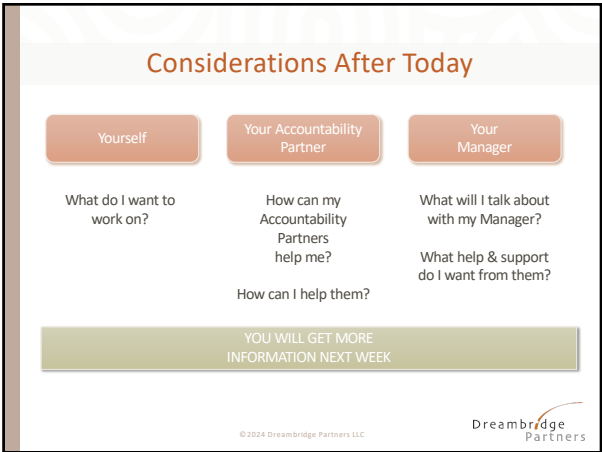 Considerations After Today
Yourself
What do I want to
work on?
Your Accountability
Partner
How can my
Accountability
Partners
help me?
How can I help them?
Your
Manager
What will I talk about
with my Manager?
What help & support
do I want from them?
YOU WILL GET MORE
INFORMATION NEXT WEEK
©2024 Dreambridge Partners LLC
Dreambridge
Partners